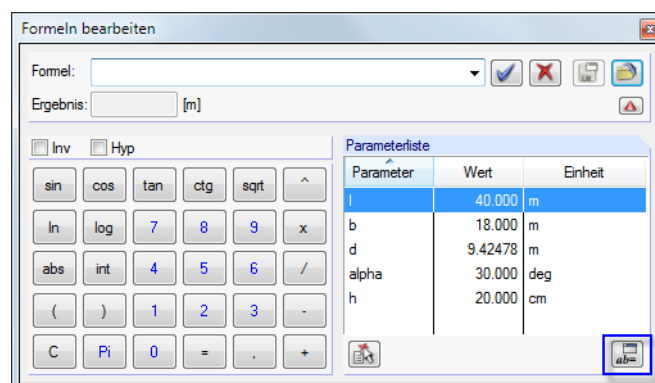 Formeln bearbeiten
Formel:
Ergebnis: [m]
Inv Hyp
sin cos tan ctg sqrt ^
ln log 7 8 9 x
abs int 4 5 6 /
( ) 1 2 3 -
C Pi 0 = . +
Parameterliste
Parameter Wert Einheit
l 40.000 m
b 18.000 m
d 9.42478 m
alpha 30.000 deg
h 20.000 cm
ab=